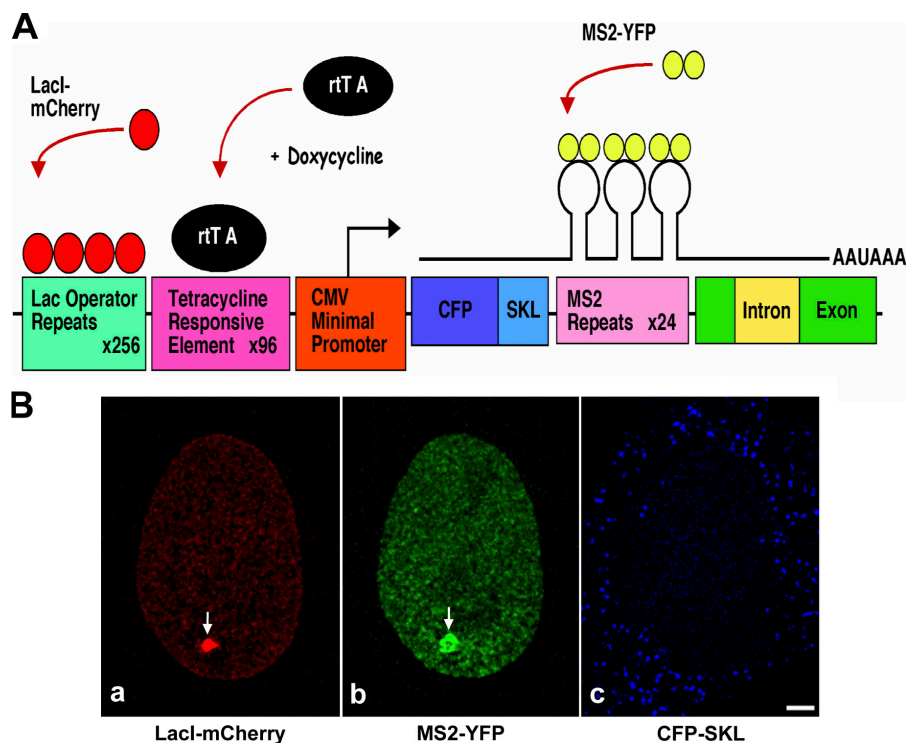 A
MS2-YFP
LacI-
mCherry
rtT A
+ Doxycycline
rtT A
AAUAAA
Lac Operator
Repeats
x256
Tetracycline
Responsive
Element x96
CMV
Minimal
Promoter
CFP
SKL
MS2
Repeats x24
Intron
Exon
B
a
b
c
LacI-mCherry
MS2-YFP
CFP-SKL